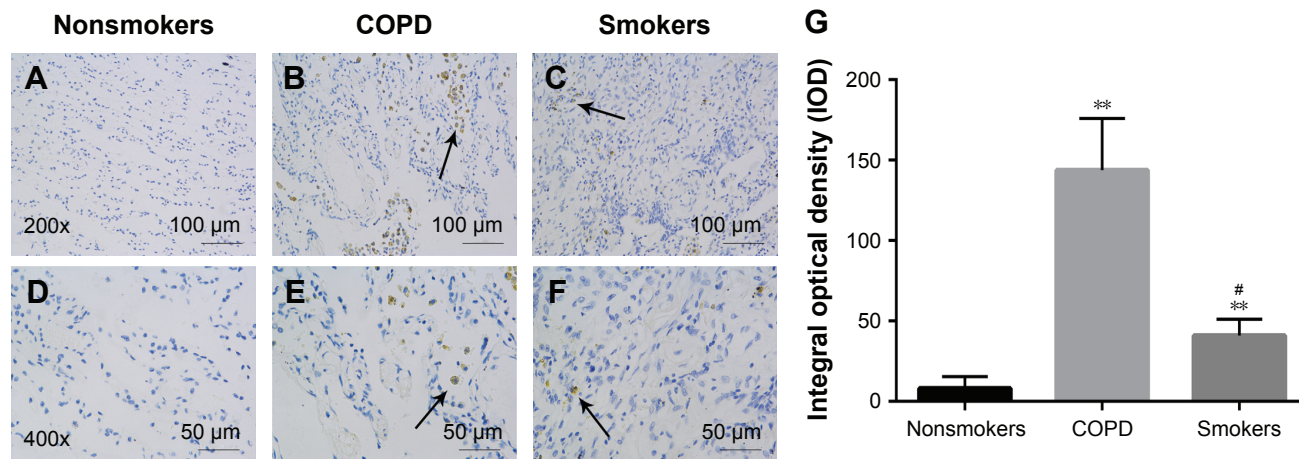 Nonsmokers COPD Smokers
A B C
200x 100 µm 100 µm 100 µm
D E F
400x 50 µm 50 µm 50 µm
G
Integral optical density (IOD)
200
150
100
50
0
**
#
**
Nonsmokers COPD Smokers